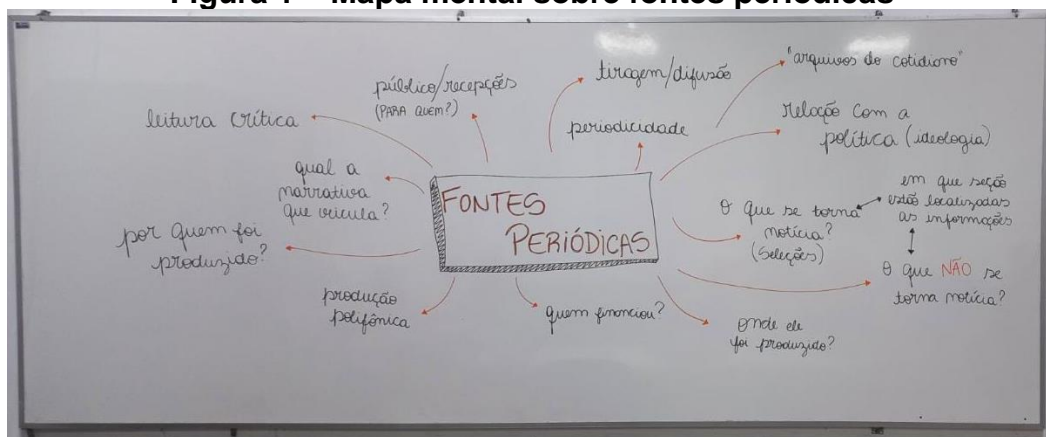 Figura 1 – Mapa mental sobre fontes periódicas
"arquivos do cotidiano"
tiragem/difusão
público/recepções
(PARA QUEM?)
leitura crítica
periodicidade
relação com a
política (ideologia)
qual a
narrativa
que veicula?
FONTES
PERIÓDICAS
em que seção
estão localizadas
as informações
O que se torna
notícia?
(seleções)
por quem foi
produzido?
O que NÃO se
torna notícia?
produção
polifônica
quem financiou?
onde ele
foi produzido?